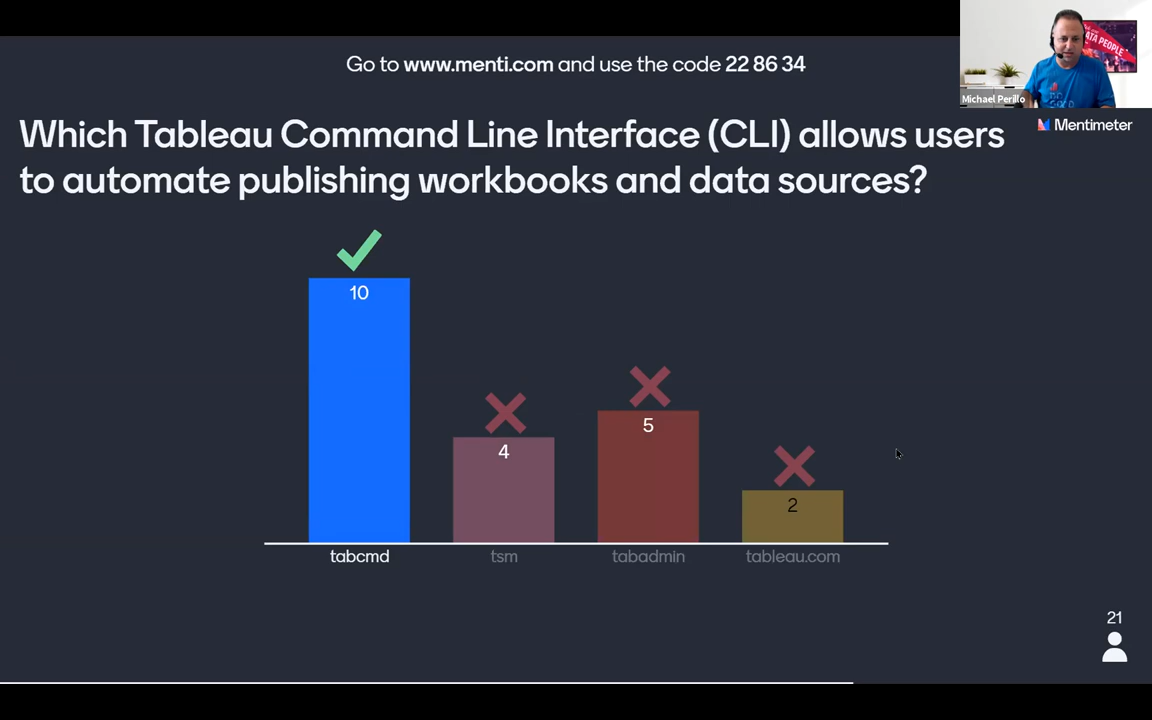 Go to www.menti.com and use the code 22 86 34
DATA PEOPLE
Michael Perillo
Mentimeter
Which Tableau Command Line Interface (CLI) allows users
to automate publishing workbooks and data sources?
10
4
5
2
tabcmd
tsm
tabadmin
tableau.com
21